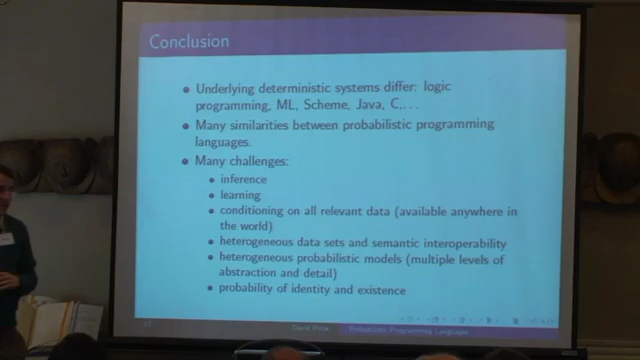 Conclusion
Underlying deterministic systems differ: logic
programming, ML, Scheme, Java, C,...
Many similarities between probabilistic programming
languages.
Many challenges:
inference
learning
conditioning on all relevant data (available anywhere in
the world)
heterogeneous data sets and semantic interoperability
heterogeneous probabilistic models (multiple levels of
abstraction and detail)
probability of identity and existence
David Poole Probabilistic Programming Languages